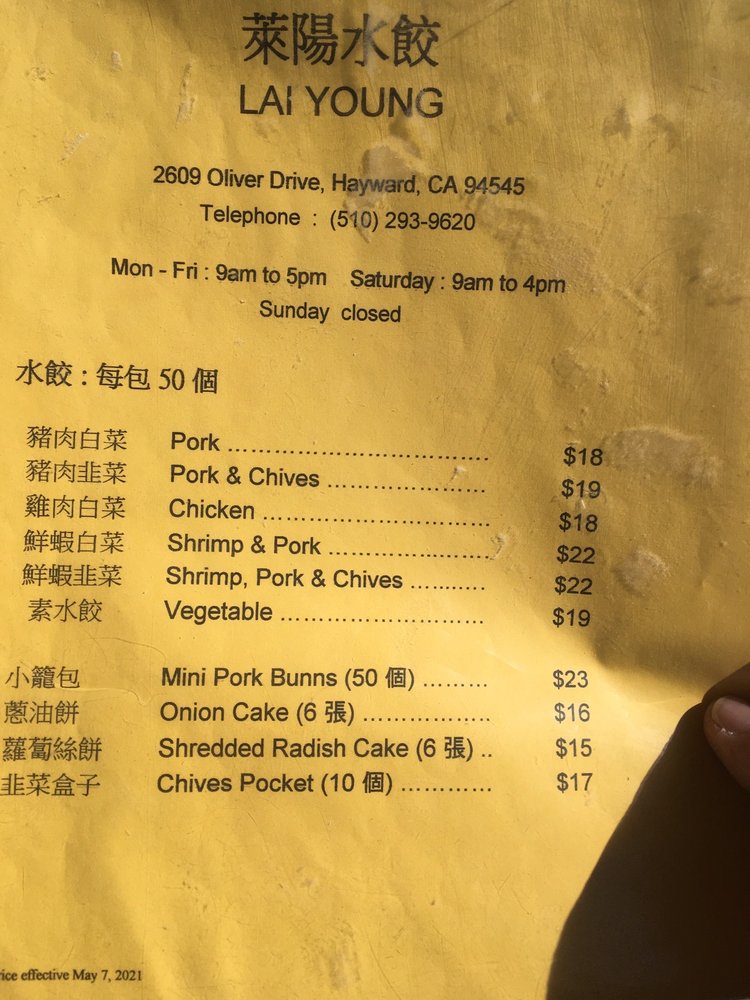 萊陽水餃
LAI YOUNG
2609 Oliver Drive, Hayward, CA 94545
Telephone : (510) 293-9620
Mon - Fri : 9am to 5pm Saturday : 9am to 4pm
Sunday closed
水餃 : 每包 50 個
豬肉白菜 Pork ………………………………. $18
豬肉韭菜 Pork & Chives ………………… $19
雞肉白菜 Chicken ………………………… $18
鮮蝦白菜 Shrimp & Pork ………………... $22
鮮蝦韭菜 Shrimp, Pork & Chives …….… $22
素水餃 Vegetable …………………………… $19
小籠包 Mini Pork Bunns (50 個) ……… $23
蔥油餅 Onion Cake (6 張) ……………….. $16
蘿蔔絲餅 Shredded Radish Cake (6 張) .. $15
韭菜盒子 Chives Pocket (10 個) ………… $17
rice effective May 7, 2021